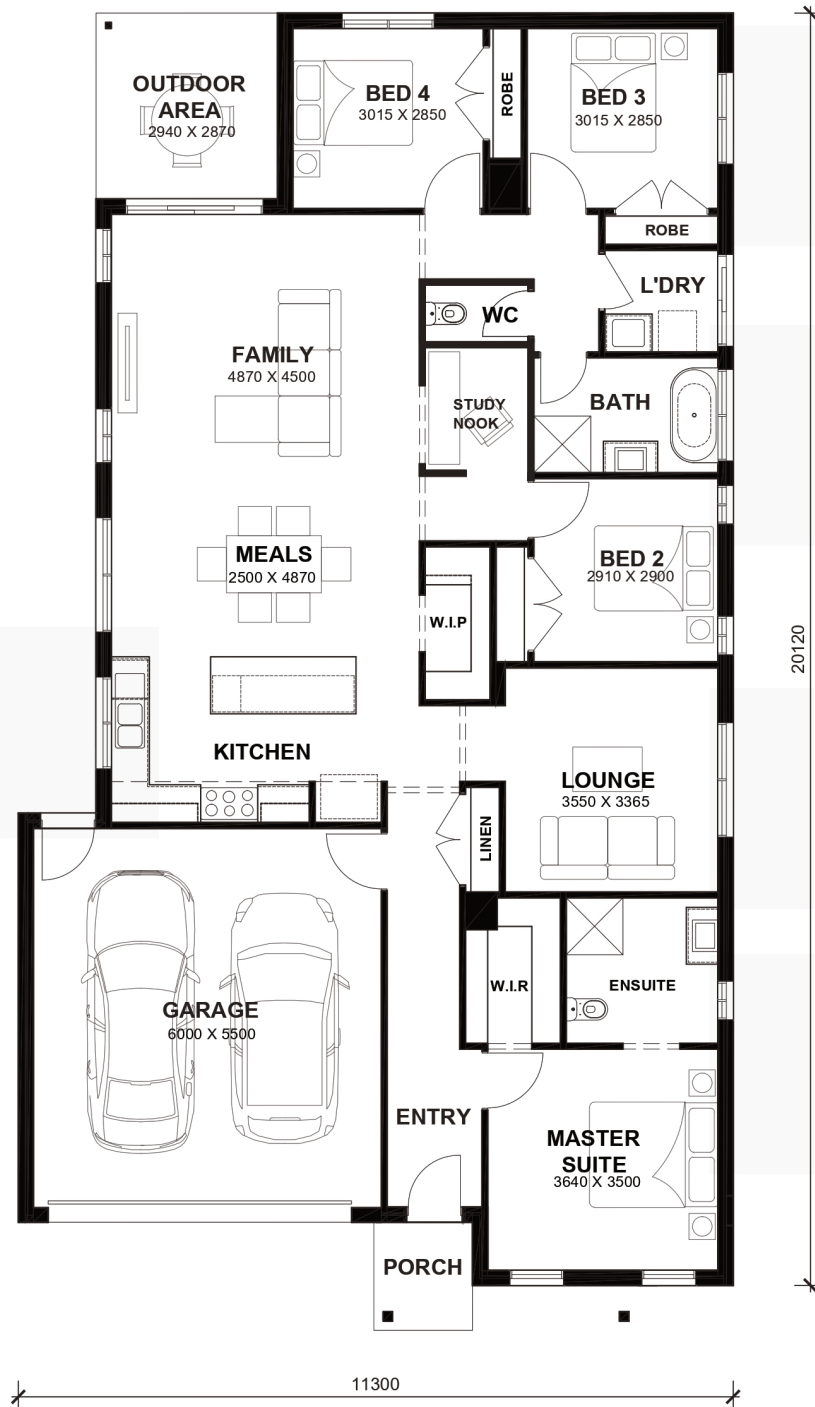 OUTDOOR
AREA
2940 X 2870
BED 4
3015 X 2850
ROBE
BED 3
3015 X 2850
ROBE
L'DRY
WC
FAMILY
4870 X 4500
STUDY
NOOK
BATH
MEALS
2500 X 4870
BED 2
2910 X 2900
W.I.P
20120
KITCHEN
LOUNGE
3550 X 3365
LINEN
GARAGE
6000 X 5500
W.I.R
ENSUITE
ENTRY
MASTER
SUITE
3640 X 3500
PORCH
11300